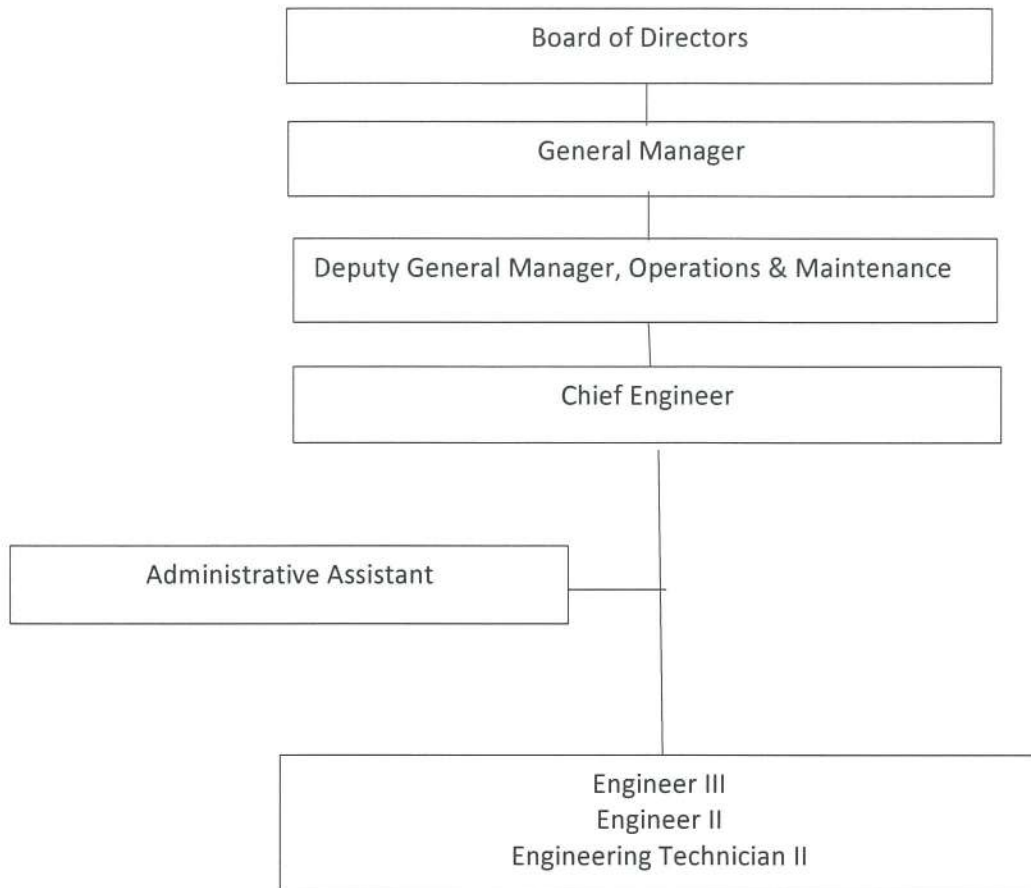 Board of Directors
General Manager
Deputy General Manager, Operations & Maintenance
Chief Engineer
Administrative Assistant
Engineer III
Engineer II
Engineering Technician II